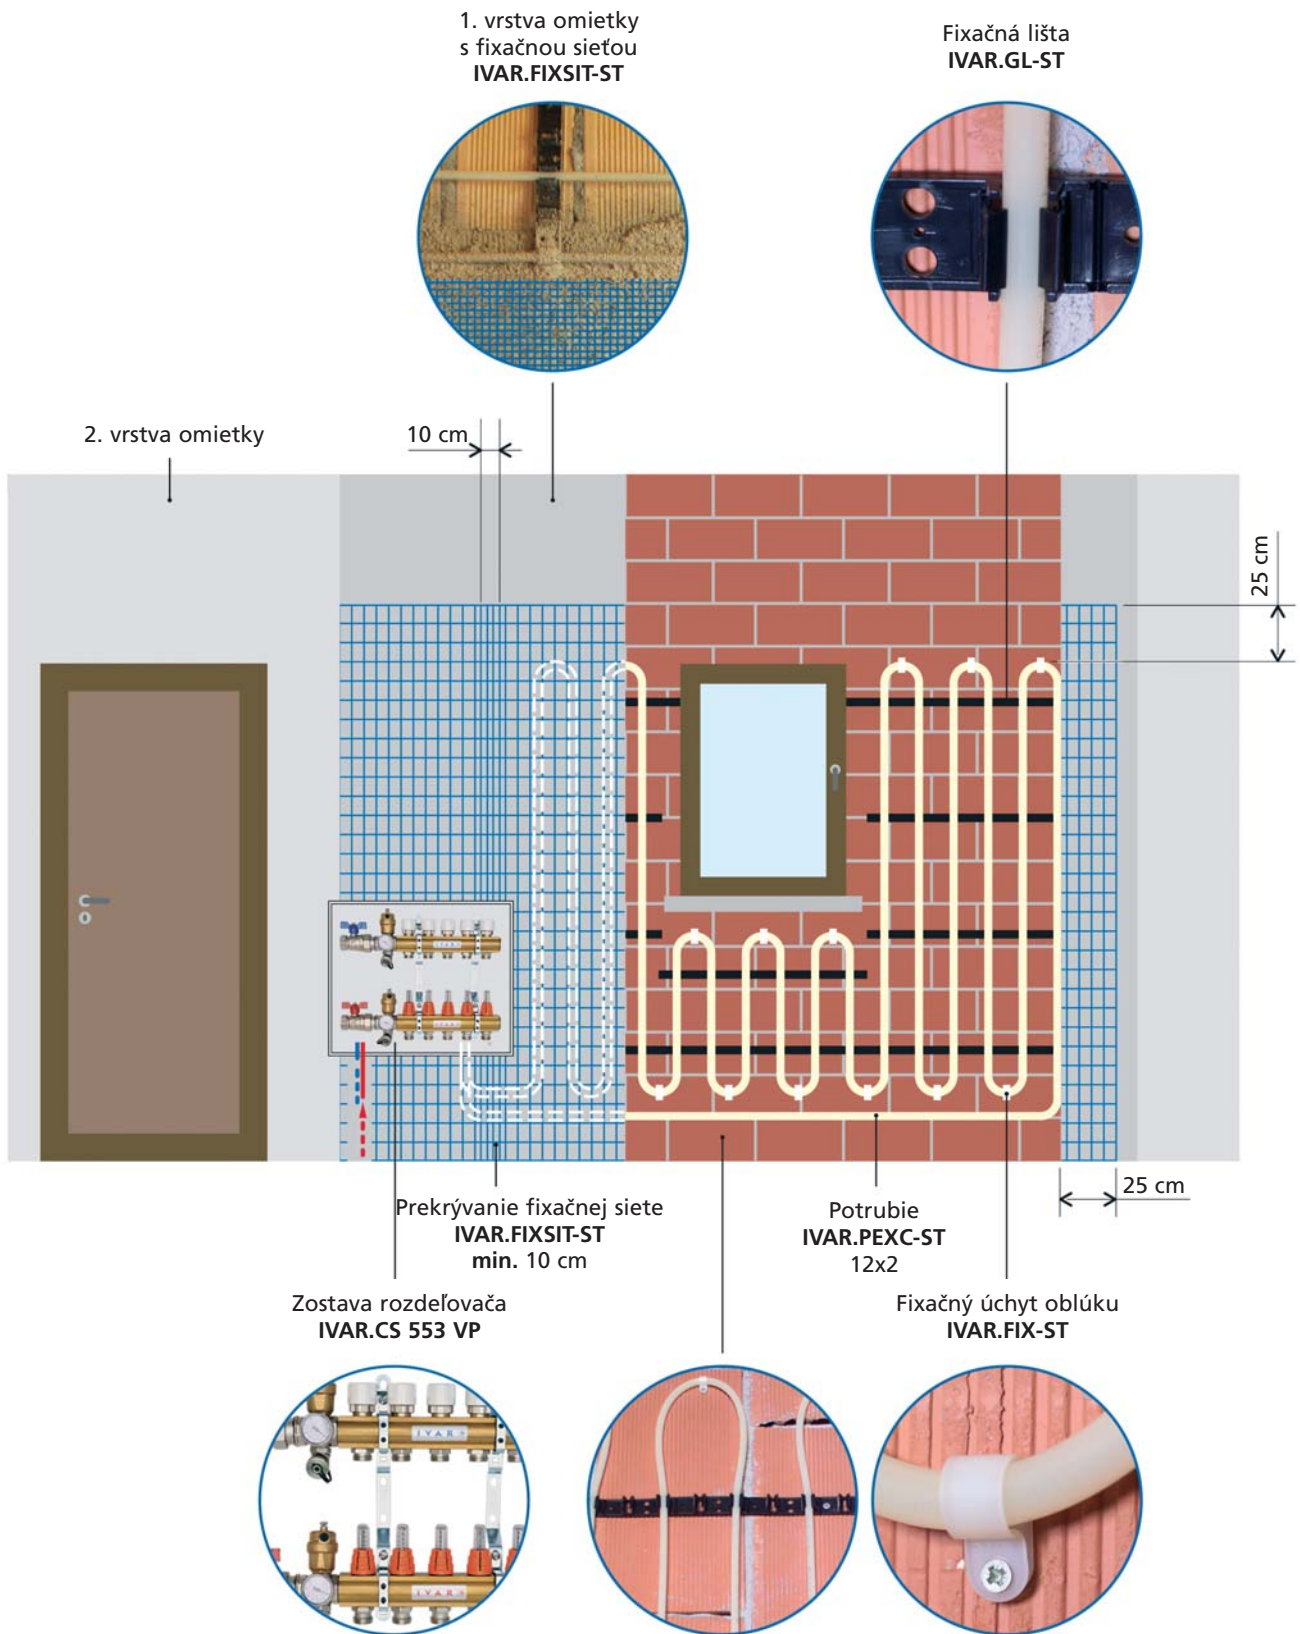 1. vrstva omietky
s fixačnou sieťou
IVAR.FIXSIT-ST
Fixačná lišta
IVAR.GL-ST
2. vrstva omietky
10 cm
25 cm
25 cm
Prekrývanie fixačnej siete
IVAR.FIXSIT-ST
min. 10 cm
Potrubie
IVAR.PEXC-ST
12x2
Zostava rozdeľovača
IVAR.CS 553 VP
Fixačný úchyt oblúku
IVAR.FIX-ST
IVAR
IVAR
IVAR
IVAR